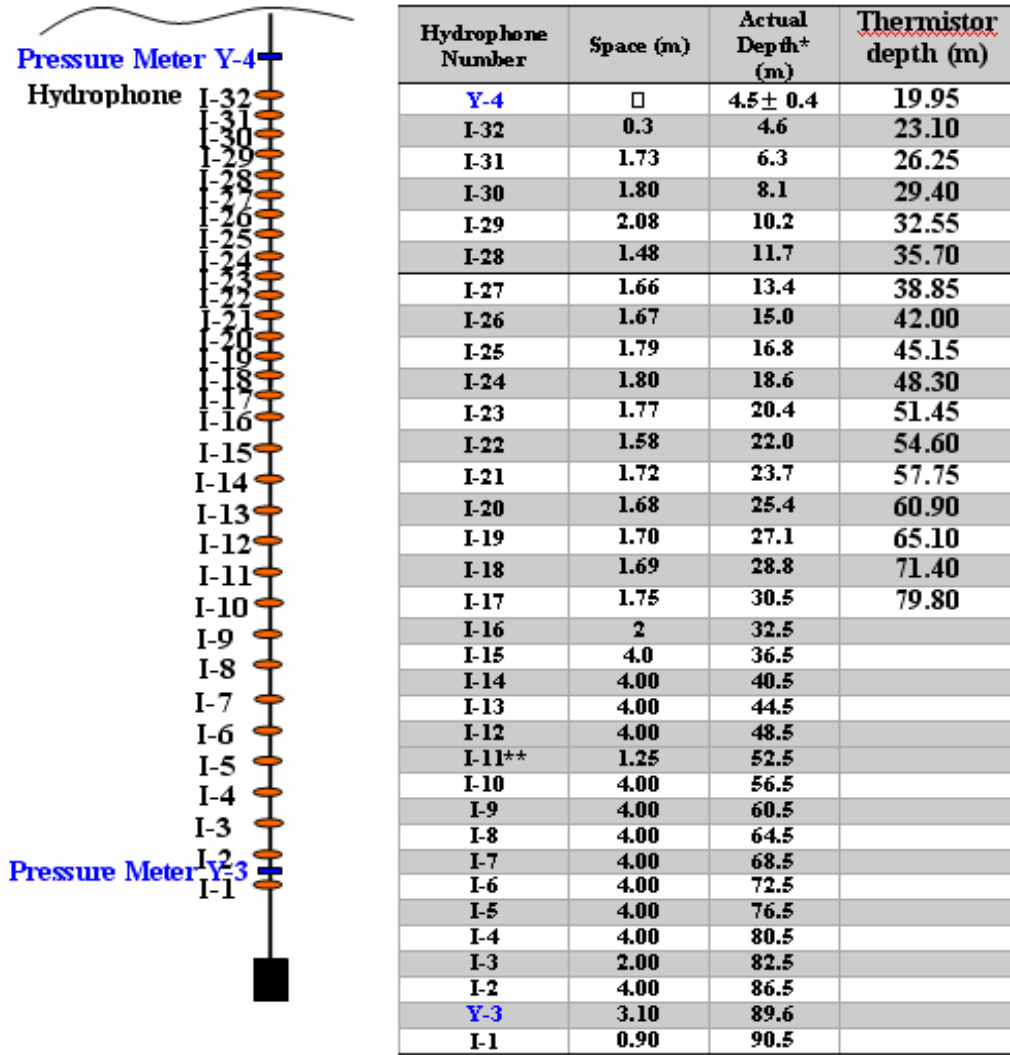 Pressure Meter Y-4
Hydrophone I-32
I-31
I-30
I-29
I-28
I-27
I-26
I-25
I-24
I-23
I-22
I-21
I-20
I-19
I-18
I-17
I-16
I-15
I-14
I-13
I-12
I-11
I-10
I-9
I-8
I-7
I-6
I-5
I-4
I-3
I-2
Pressure Meter Y-3
I-1
Hydrophone Number Space (m) Actual Depth* (m) Thermistor depth (m)
Y-4 □ 4.5± 0.4 19.95
I-32 0.3 4.6 23.10
I-31 1.73 6.3 26.25
I-30 1.80 8.1 29.40
I-29 2.08 10.2 32.55
I-28 1.48 11.7 35.70
I-27 1.66 13.4 38.85
I-26 1.67 15.0 42.00
I-25 1.79 16.8 45.15
I-24 1.80 18.6 48.30
I-23 1.77 20.4 51.45
I-22 1.58 22.0 54.60
I-21 1.72 23.7 57.75
I-20 1.68 25.4 60.90
I-19 1.70 27.1 65.10
I-18 1.69 28.8 71.40
I-17 1.75 30.5 79.80
I-16 2 32.5
I-15 4.0 36.5
I-14 4.00 40.5
I-13 4.00 44.5
I-12 4.00 48.5
I-11** 1.25 52.5
I-10 4.00 56.5
I-9 4.00 60.5
I-8 4.00 64.5
I-7 4.00 68.5
I-6 4.00 72.5
I-5 4.00 76.5
I-4 4.00 80.5
I-3 2.00 82.5
I-2 4.00 86.5
Y-3 3.10 89.6
I-1 0.90 90.5